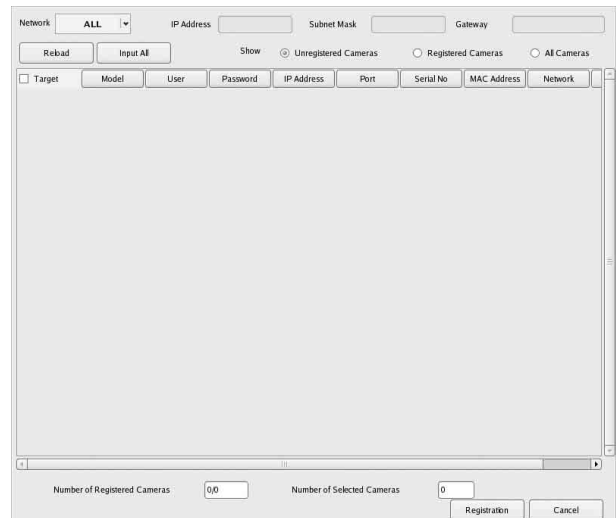 Network ALL IP Address Subnet Mask Gateway
Reload Input All Show Unregistered Cameras Registered Cameras All Cameras
Target Model User Password IP Address Port Serial No MAC Address Network
Number of Registered Cameras 0/0 Number of Selected Cameras 0
Registration Cancel